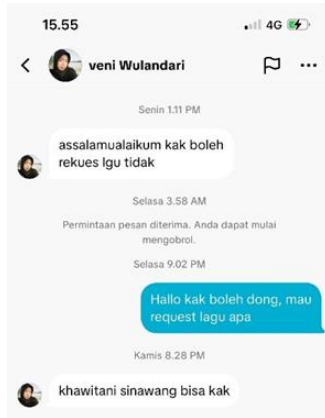 15.55
4G
veni Wulandari
Senin 1.11 PM
assalamualaikum kak boleh
rekues lgu tidak
Selasa 3.58 AM
Permintaan pesan diterima. Anda dapat mulai
mengobrol.
Selasa 9.02 PM
Hallo kak boleh dong, mau
request lagu apa
Kamis 8.28 PM
khawitani sinawang bisa kak